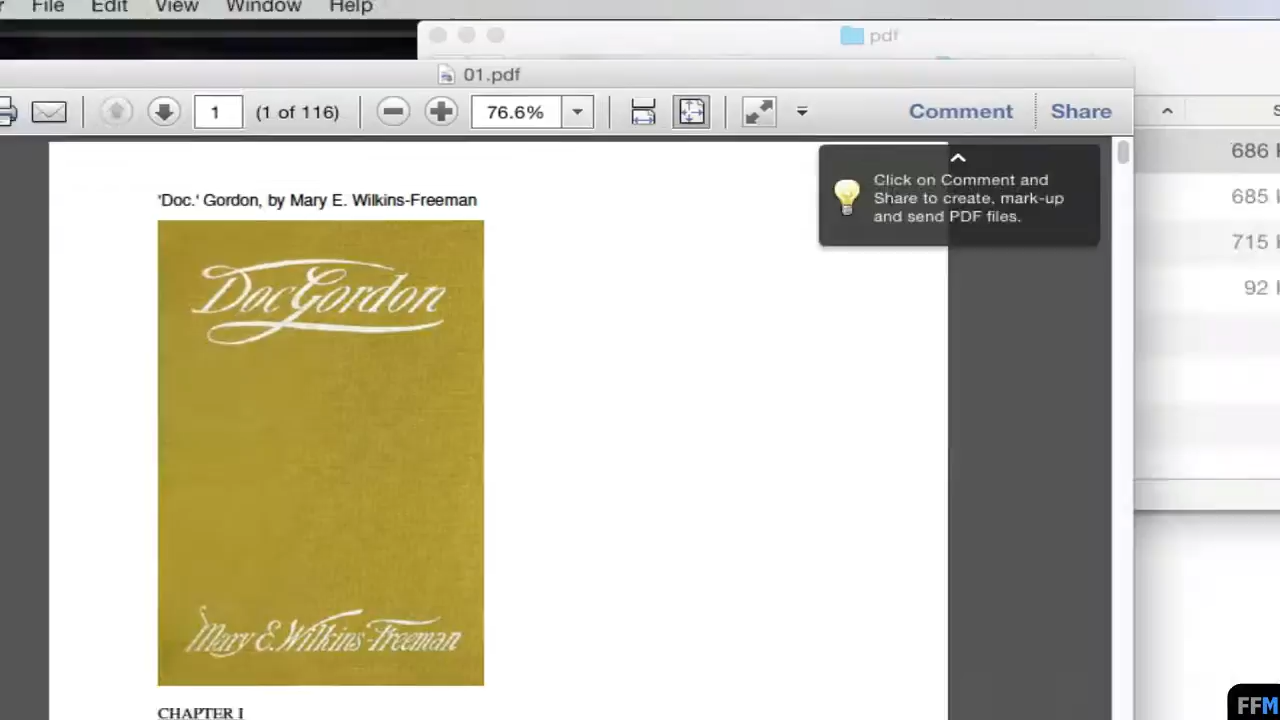 File Edit View Window Help
pdf
01.pdf
1 (1 of 116) 76.6% Comment Share
Click on Comment and
Share to create, mark-up
and send PDF files.
686
685
715
92
'Doc.' Gordon, by Mary E. Wilkins-Freeman
Doc Gordon
Mary E. Wilkins-Freeman
CHAPTER I
FFM